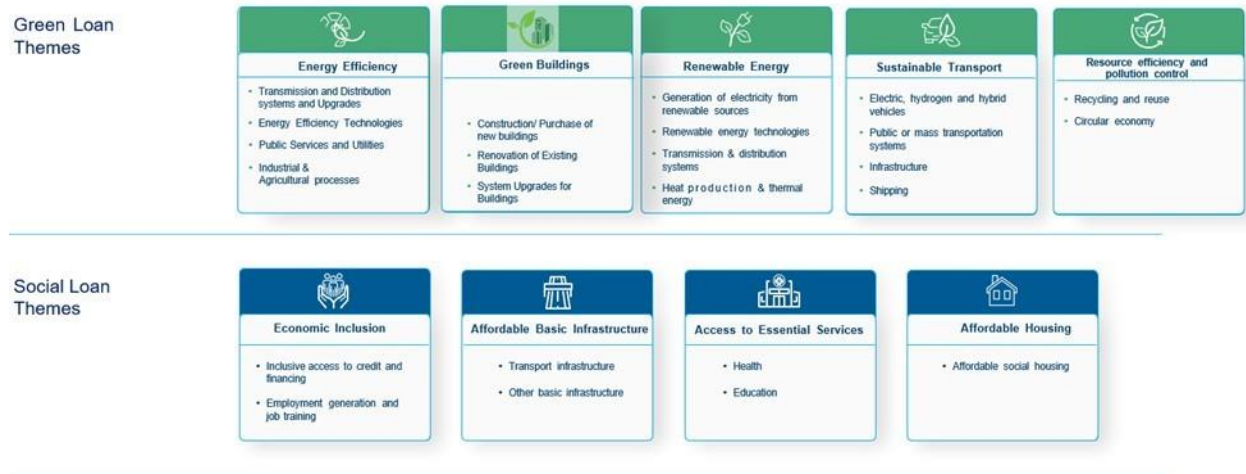 Green Loan
Themes
Energy Efficiency
• Transmission and Distribution
systems and Upgrades
• Energy Efficiency Technologies
• Public Services and Utilities
• Industrial &
Agricultural processes
Green Buildings
• Construction/ Purchase of
new buildings
• Renovation of Existing
Buildings
• System Upgrades for
Buildings
Renewable Energy
• Generation of electricity from
renewable sources
• Renewable energy technologies
• Transmission & distribution
systems
• Heat production & thermal
energy
Sustainable Transport
• Electric, hydrogen and hybrid
vehicles
• Public or mass transportation
systems
• Infrastructure
• Shipping
Resource efficiency and
pollution control
• Recycling and reuse
• Circular economy
Social Loan
Themes
Economic Inclusion
• Inclusive access to credit and
financing
• Employment generation and
job training
Affordable Basic Infrastructure
• Transport infrastructure
• Other basic infrastructure
Access to Essential Services
• Health
• Education
Affordable Housing
• Affordable social housing